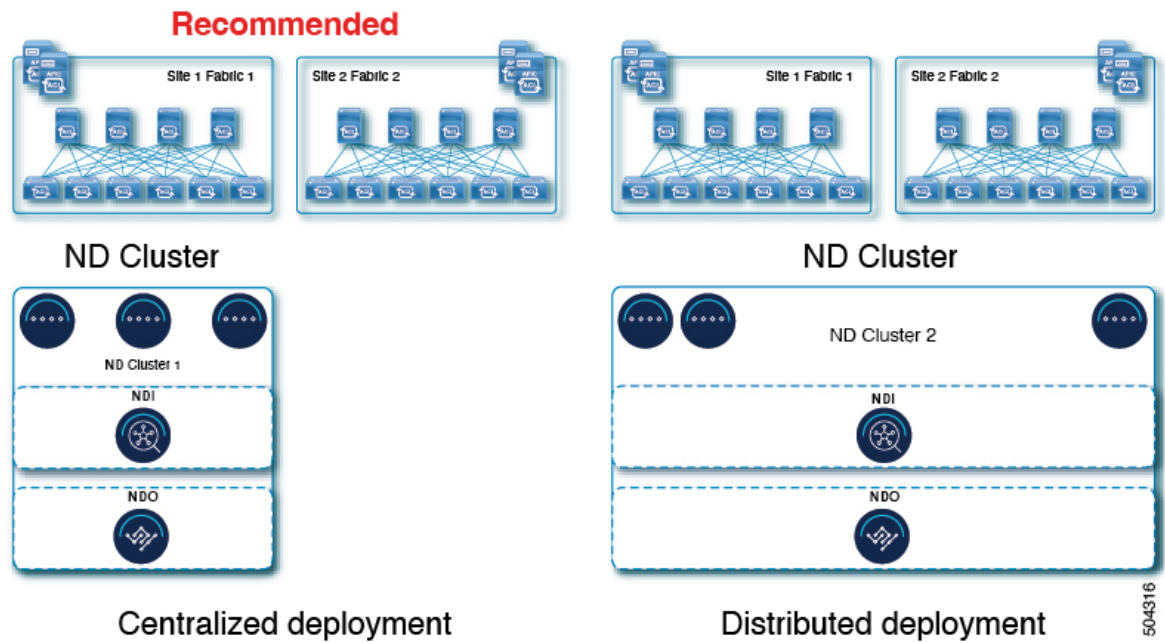 Recommended
Site 1 Fabric 1
Site 2 Fabric 2
Site 1 Fabric 1
Site 2 Fabric 2
ND Cluster
ND Cluster
ND Cluster 1
ND Cluster 2
NDI
NDI
NDO
NDO
Centralized deployment
Distributed deployment
504316